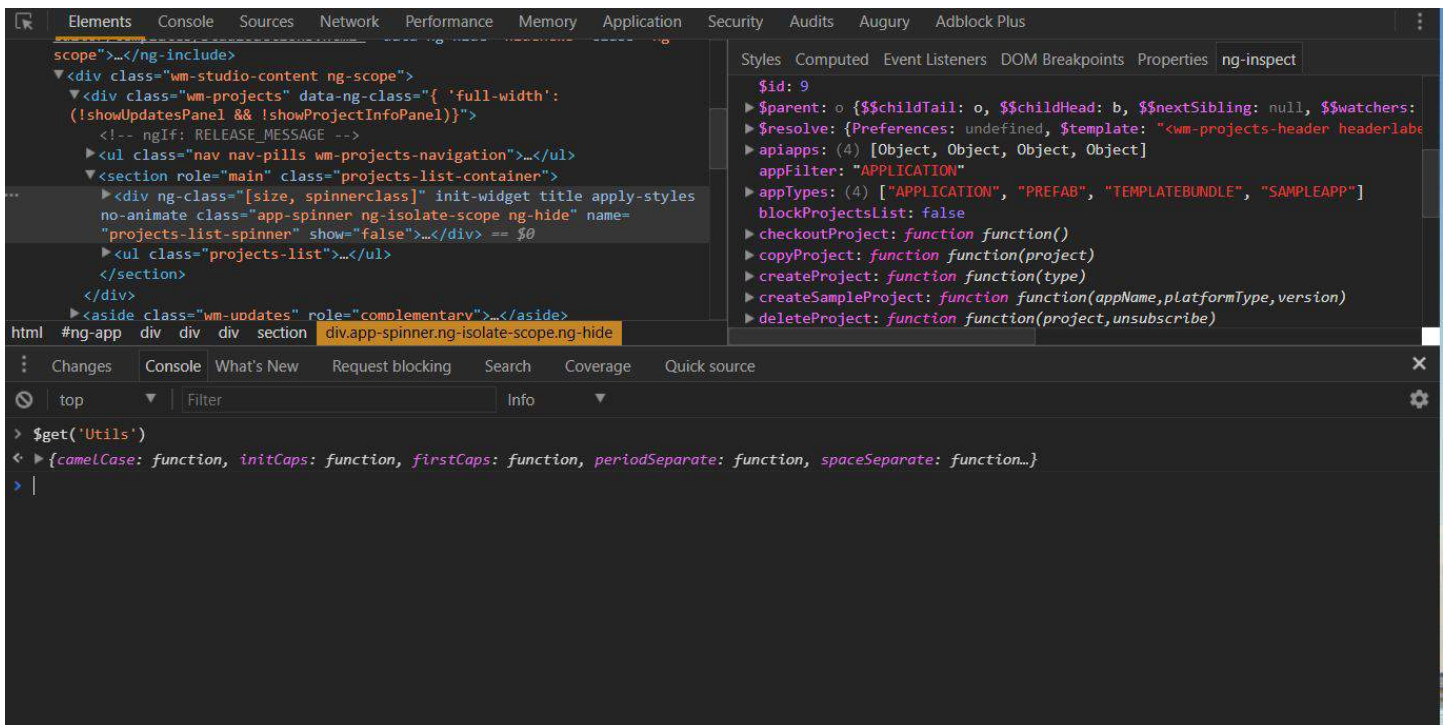 Elements Console Sources Network Performance Memory Application Security Audits Augury Adblock Plus
scope">…</ng-include>
▼<div class="wm-studio-content ng-scope">
▼<div class="wm-projects" data-ng-class="{ 'full-width':
(!showUpdatesPanel && !showProjectInfoPanel)}">
<!-- ngIf: RELEASE_MESSAGE -->
▶<ul class="nav nav-pills wm-projects-navigation">…</ul>
▼<section role="main" class="projects-list-container">
… ▶<div ng-class="[size, spinnerclass]" init-widget title apply-styles
no-animate class="app-spinner ng-isolate-scope ng-hide" name=
"projects-list-spinner" show="false">…</div> == $0
▶<ul class="projects-list">…</ul>
</section>
</div>
▶<aside class="wm-updates" role="complementary">…</aside>
html #ng-app div div div section div.app-spinner.ng-isolate-scope.ng-hide
Styles Computed Event Listeners DOM Breakpoints Properties ng-inspect
$id: 9
▶$parent: o {$$childTail: o, $$childHead: b, $$nextSibling: null, $$watchers:
▶$resolve: {Preferences: undefined, $template: "<wm-projects-header headerlabe
▶apiapps: (4) [Object, Object, Object, Object]
appFilter: "APPLICATION"
▶appTypes: (4) ["APPLICATION", "PREFAB", "TEMPLATEBUNDLE", "SAMPLEAPP"]
blockProjectsList: false
▶checkoutProject: function function()
▶copyProject: function function(project)
▶createProject: function function(type)
▶createSampleProject: function function(appName,platformType,version)
▶deleteProject: function function(project,unsubscribe)
Changes Console What's New Request blocking Search Coverage Quick source
top ▼ Filter Info ▼
> $get('Utils')
▶{camelCase: function, initCaps: function, firstCaps: function, periodSeparate: function, spaceSeparate: function…}
>